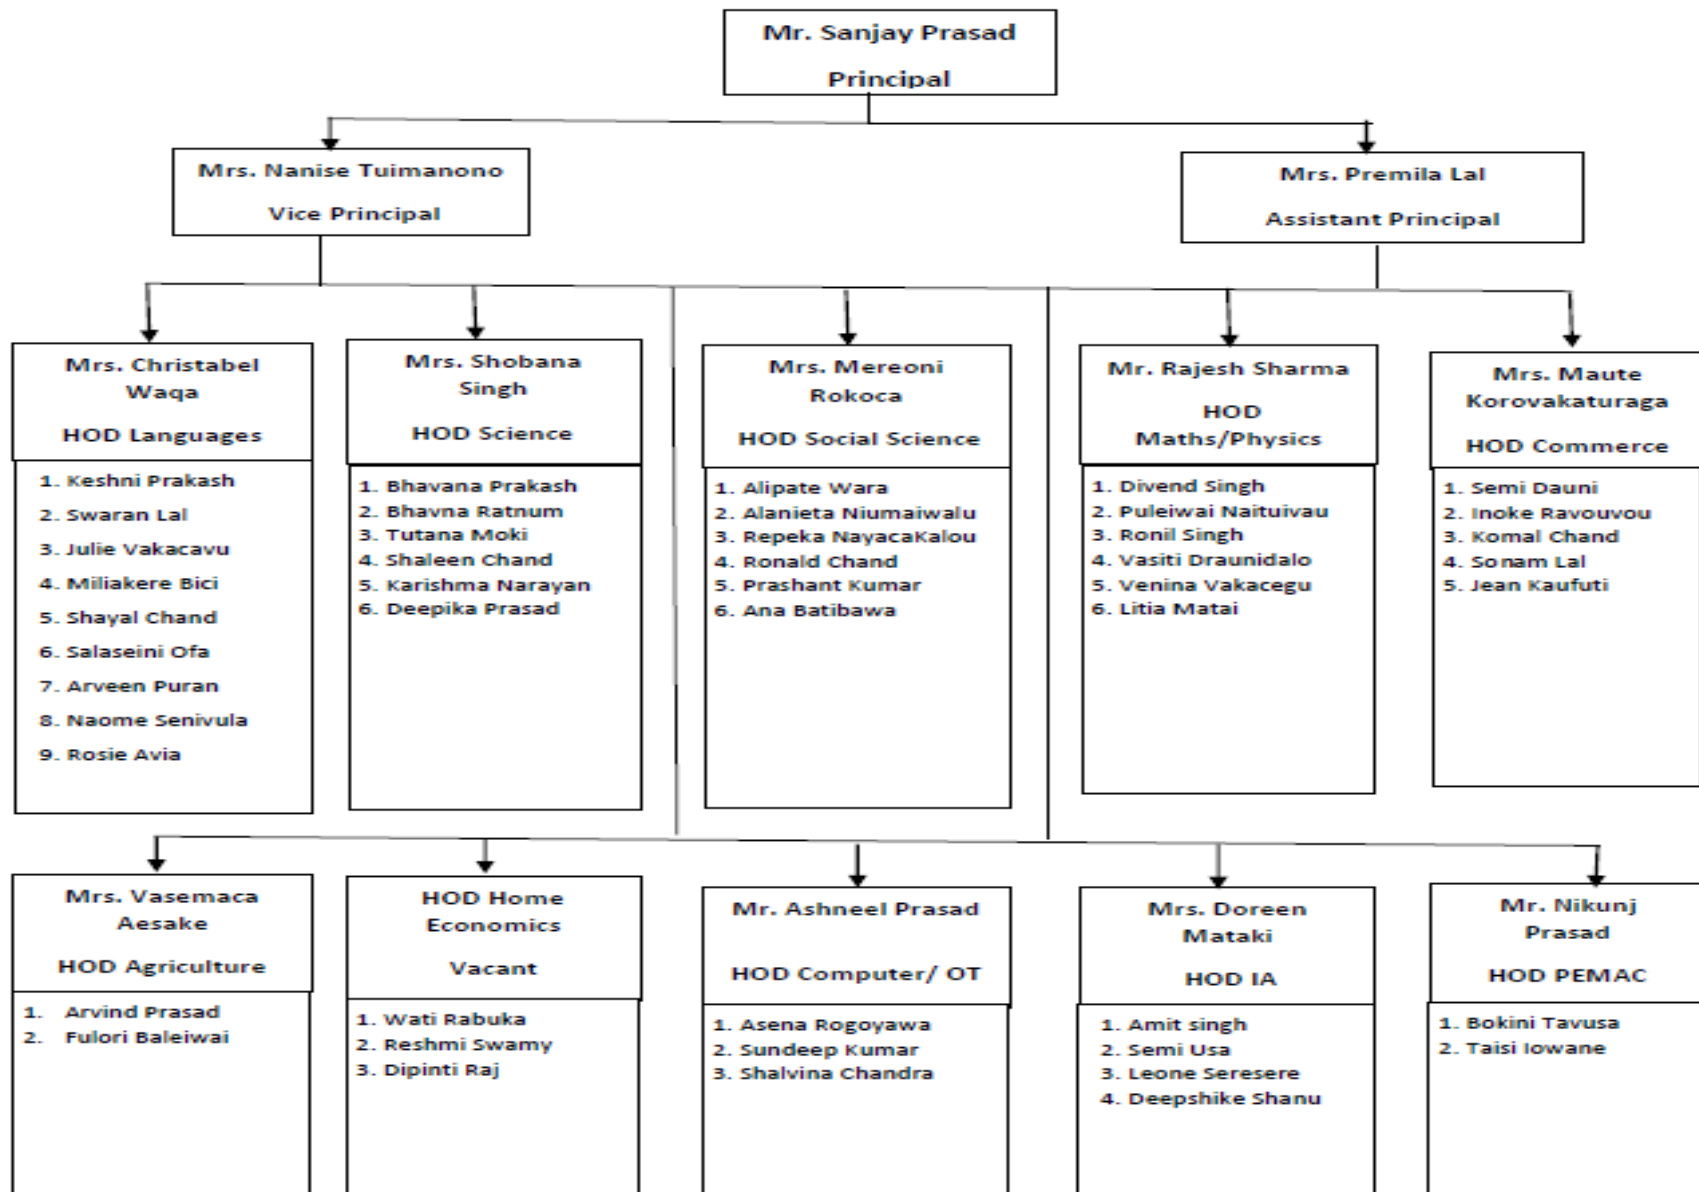 Mr. Sanjay Prasad
Principal
Mrs. Nanise Tuimanono
Vice Principal
Mrs. Premila Lal
Assistant Principal
Mrs. Christabel
Waqa
HOD Languages
1. Keshni Prakash
2. Swaran Lal
3. Julie Vakacavu
4. Miliakere Bici
5. Shayal Chand
6. Salaseini Ofa
7. Arveen Puran
8. Naome Senivula
9. Rosie Avia
Mrs. Shobana
Singh
HOD Science
1. Bhavana Prakash
2. Bhavna Ratnum
3. Tutana Moki
4. Shaleen Chand
5. Karishma Narayan
6. Deepika Prasad
Mrs. Mereoni
Rokoca
HOD Social Science
1. Alipate Wara
2. Alanieta Niumaiwalu
3. Repeka NayacaKalou
4. Ronald Chand
5. Prashant Kumar
6. Ana Batibawa
Mr. Rajesh Sharma
HOD
Maths/Physics
1. Divend Singh
2. Puleiwai Naituivau
3. Ronil Singh
4. Vasiti Draunidalo
5. Venina Vakacegu
6. Litia Matai
Mrs. Maute
Korovakaturaga
HOD Commerce
1. Semi Dauni
2. Inoke Ravouvou
3. Komal Chand
4. Sonam Lal
5. Jean Kaufuti
Mrs. Vasemaca
Aesake
HOD Agriculture
1. Arvind Prasad
2. Fulori Baleiwai
HOD Home
Economics
Vacant
1. Wati Rabuka
2. Reshmi Swamy
3. Dipinti Raj
Mr. Ashneel Prasad
HOD Computer/ OT
1. Asena Rogoyawa
2. Sundeep Kumar
3. Shalvina Chandra
Mrs. Doreen
Mataki
HOD IA
1. Amit singh
2. Semi Usa
3. Leone Seresere
4. Deepshike Shanu
Mr. Nikunj
Prasad
HOD PEMAC
1. Bokini Tavusa
2. Taisi Iowane